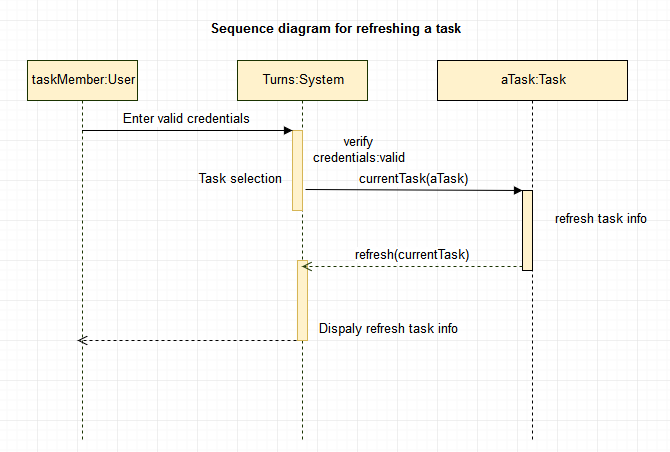 Sequence diagram for refreshing a task
taskMember:User
Turns:System
aTask:Task
Enter valid credentials
verify
credentials:valid
Task selection
currentTask(aTask)
refresh task info
refresh(currentTask)
Dispaly refresh task info